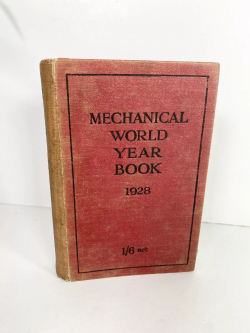 MECHANICAL
WORLD
YEAR
BOOK
1928
1/6 net